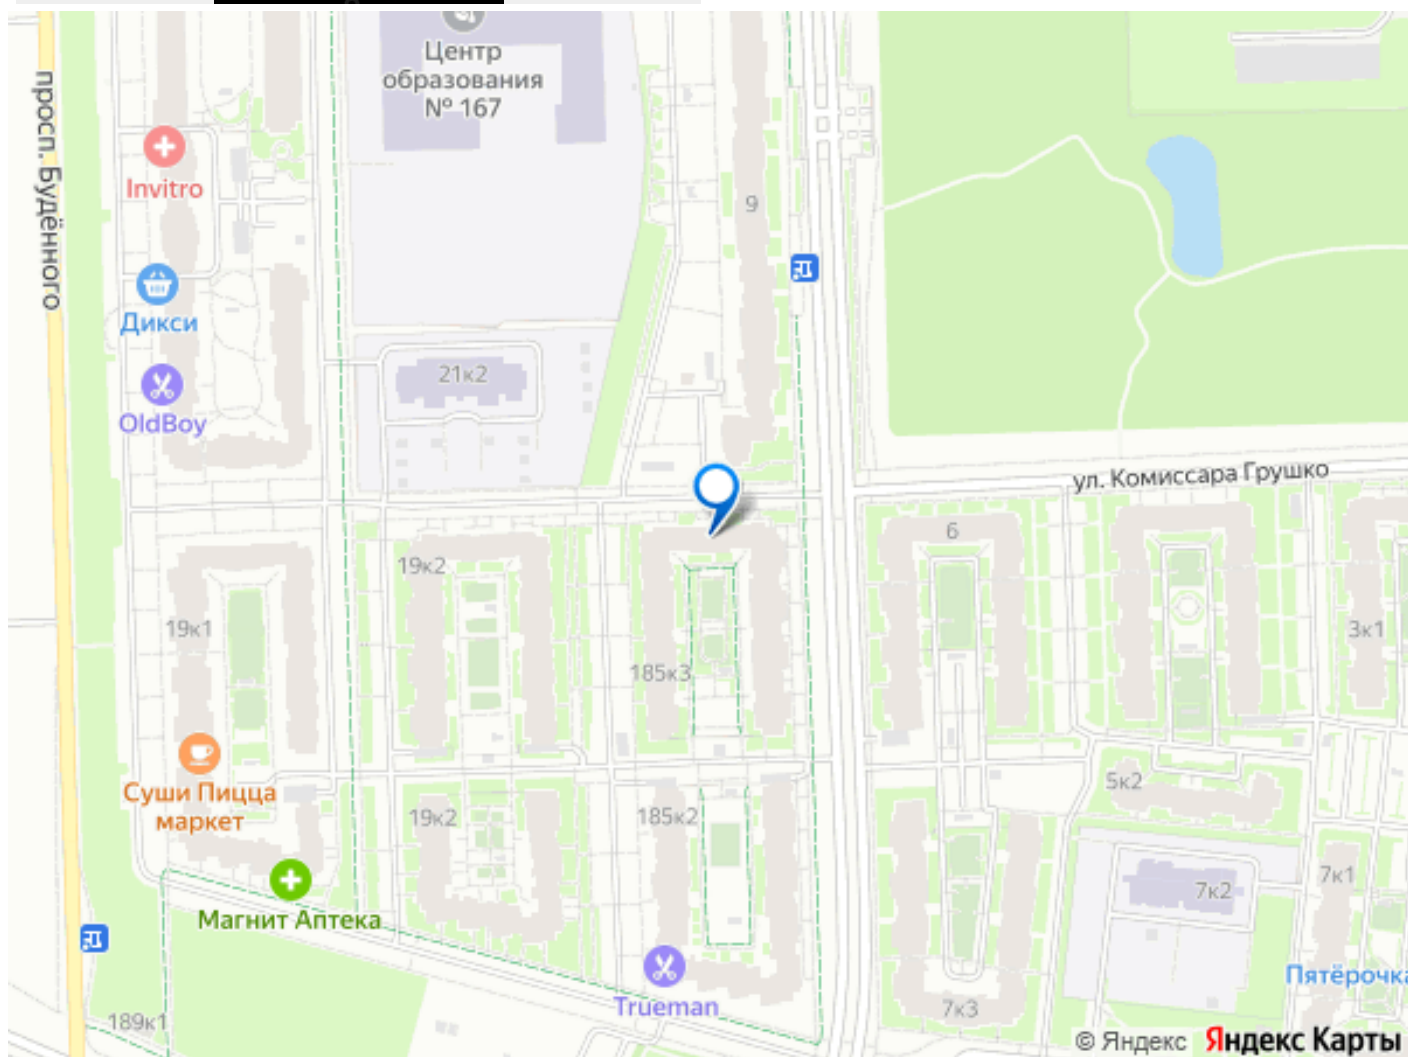 Центр
образования
№ 167
просп. Будённого
Invitro
9
Дикси
21к2
OldBoy
ул. Комиссара Грушко
6
19к2
19к1
3к1
185к3
5к2
Суши Пицца
маркет
19к2
185к2
7к1
7к2
Магнит Аптека
Пятёрочка
Trueman
7к3
189к1
© Яндекс Яндекс Карты